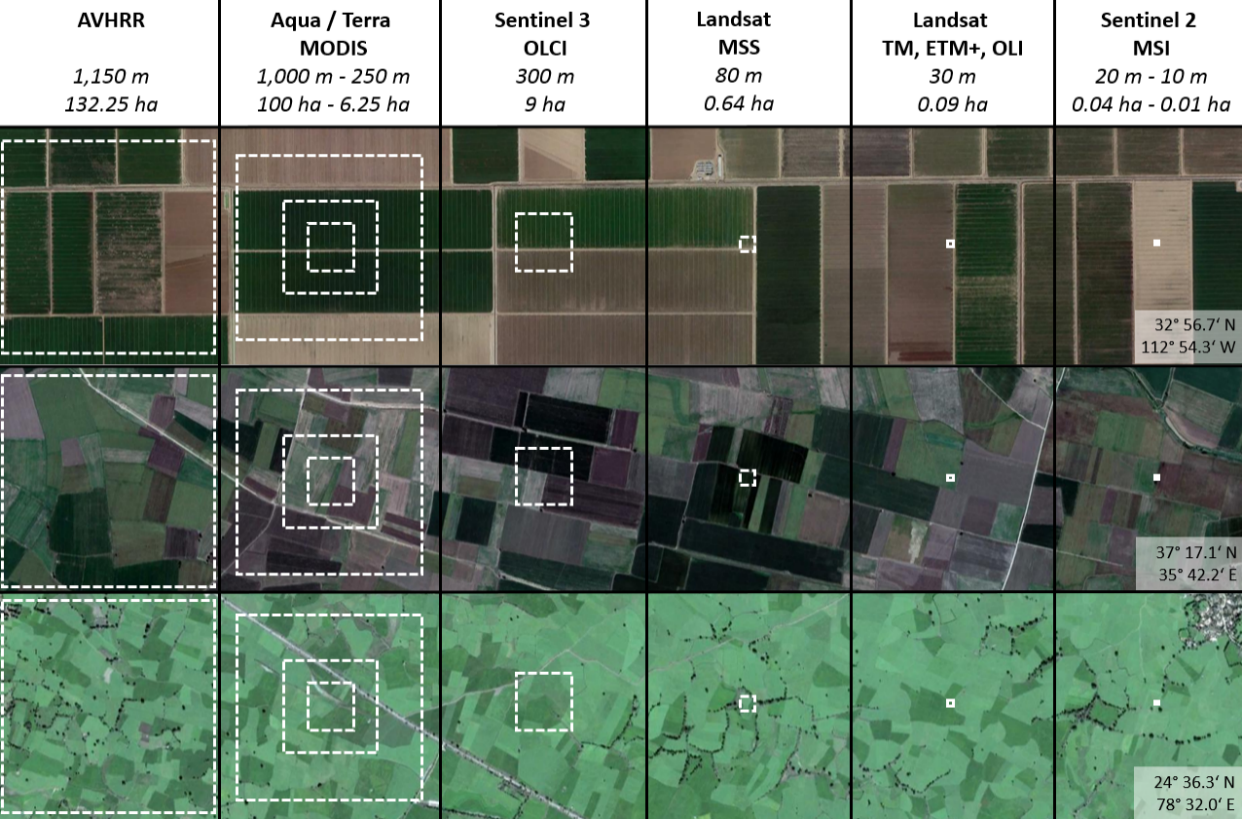 AVHRR
1,150 m
132.25 ha
Aqua / Terra
MODIS
1,000 m - 250 m
100 ha - 6.25 ha
Sentinel 3
OLCI
300 m
9 ha
Landsat
MSS
80 m
0.64 ha
Landsat
TM, ETM+, OLI
30 m
0.09 ha
Sentinel 2
MSI
20 m - 10 m
0.04 ha - 0.01 ha
32° 56.7‘ N
112° 54.3‘ W
37° 17.1‘ N
35° 42.2‘ E
24° 36.3‘ N
78° 32.0‘ E